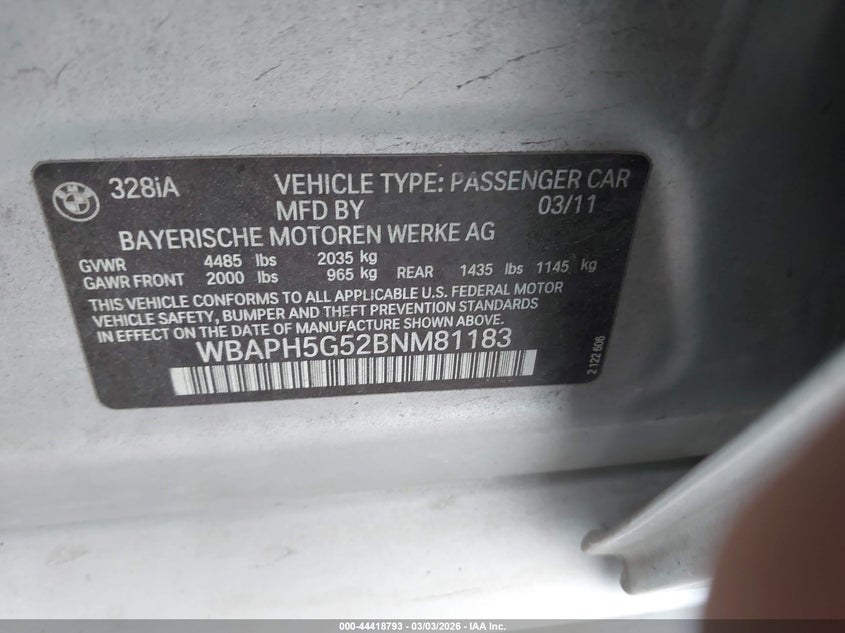 BMW
328iA VEHICLE TYPE: PASSENGER CAR
MFD BY 03/11
BAYERISCHE MOTOREN WERKE AG
GVWR 4485 lbs 2035 kg
GAWR FRONT 2000 lbs 965 kg REAR 1435 lbs 1145 kg
THIS VEHICLE CONFORMS TO ALL APPLICABLE U.S. FEDERAL MOTOR
VEHICLE SAFETY, BUMPER AND THEFT PREVENTION STANDARDS
IN EFFECT ON THE DATE OF MANUFACTURE SHOWN ABOVE.
WBAPH5G52BNM81183
2 122 606
000-44418793 - 03/03/2026 - IAA Inc.